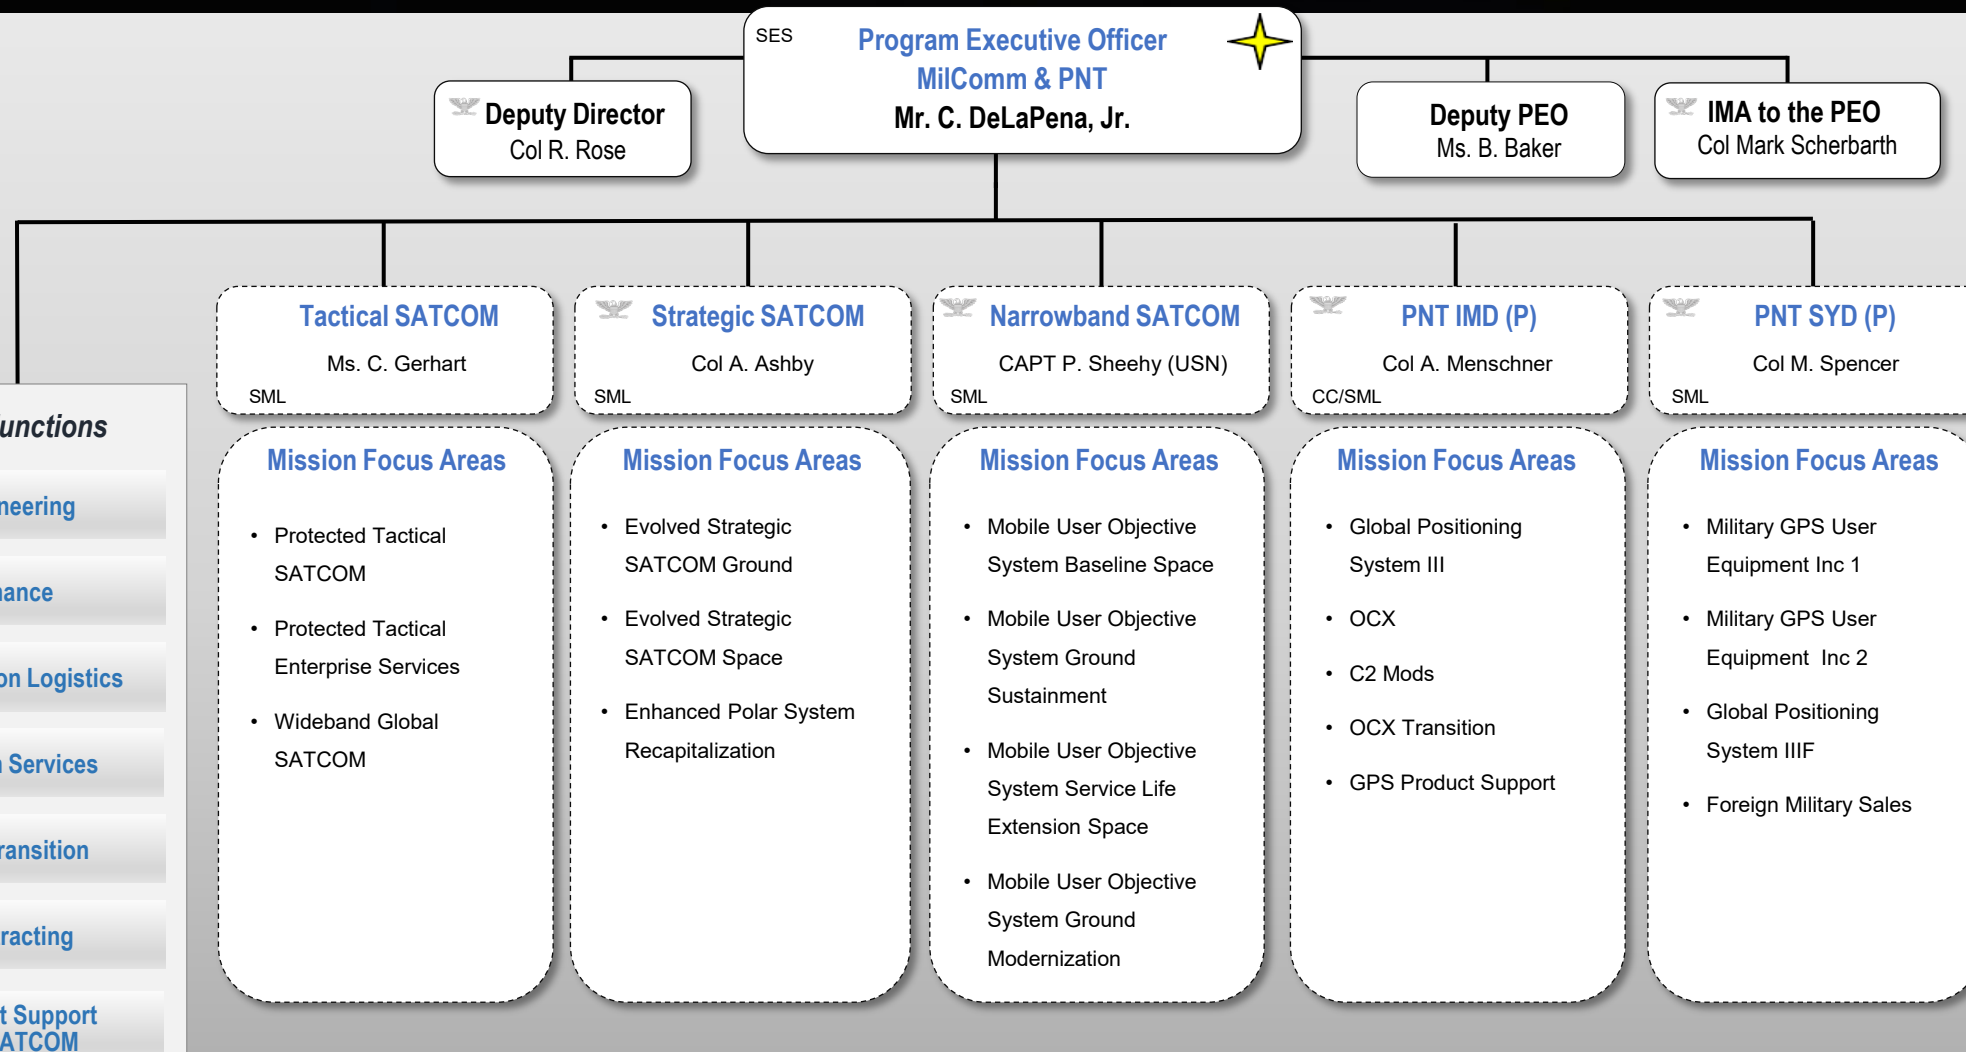 SES
Program Executive Officer
MilComm & PNT
Mr. C. DeLaPena, Jr.
Deputy Director
Col R. Rose
Deputy PEO
Ms. B. Baker
IMA to the PEO
Col Mark Scherbarth
Tactical SATCOM
Ms. C. Gerhart
SML
Strategic SATCOM
Col A. Ashby
SML
Narrowband SATCOM
CAPT P. Sheehy (USN)
SML
PNT IMD (P)
Col A. Menschner
CC/SML
PNT SYD (P)
Col M. Spencer
SML
Logistics
Services
t Support
Mission Focus Areas
• Protected Tactical
SATCOM
• Protected Tactical
Enterprise Services
• Wideband Global
SATCOM
Mission Focus Areas
• Evolved Strategic
SATCOM Ground
• Evolved Strategic
SATCOM Space
• Enhanced Polar System
Recapitalization
Mission Focus Areas
• Mobile User Objective
System Baseline Space
• Mobile User Objective
System Ground
Sustainment
• Mobile User Objective
System Service Life
Extension Space
• Mobile User Objective
System Ground
Modernization
Mission Focus Areas
• Global Positioning
System III
• OCX
• C2 Mods
• OCX Transition
• GPS Product Support
Mission Focus Areas
• Military GPS User
Equipment Inc 1
• Military GPS User
Equipment Inc 2
• Global Positioning
System IIIF
• Foreign Military Sales